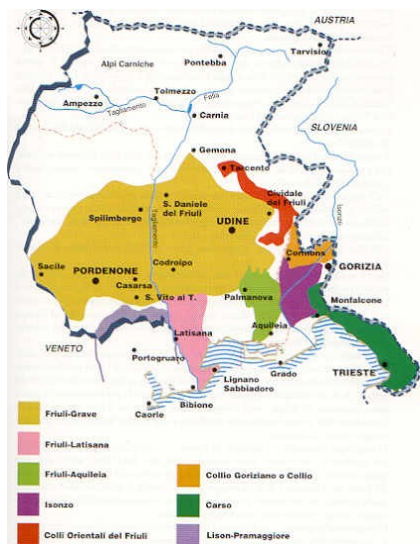 AUSTRIA
Tarvisio
Pontebba
Alpi Carniche
Tolmezzo
Fella
Ampezzo
Tagliamento
Carnia
SLOVENIA
Gemona
Tarcento
S. Daniele
del Friuli
Cividale
del Friuli
Isonzo
Spilimbergo
Tagliamento
UDINE
Cormons
Sacile
Codroipo
GORIZIA
PORDENONE
Casarsa
Palmanova
S. Vito al T.
Monfalcone
Latisana
Aquileia
VENETO
Portogruaro
Lignano
Sabbiadoro
Grado
TRIESTE
Bibione
Caorle
Friuli-Grave
Friuli-Latisana
Friuli-Aquileia
Isonzo
Colli Orientali del Friuli
Collio Goriziano o Collio
Carso
Lison-Pramaggiore